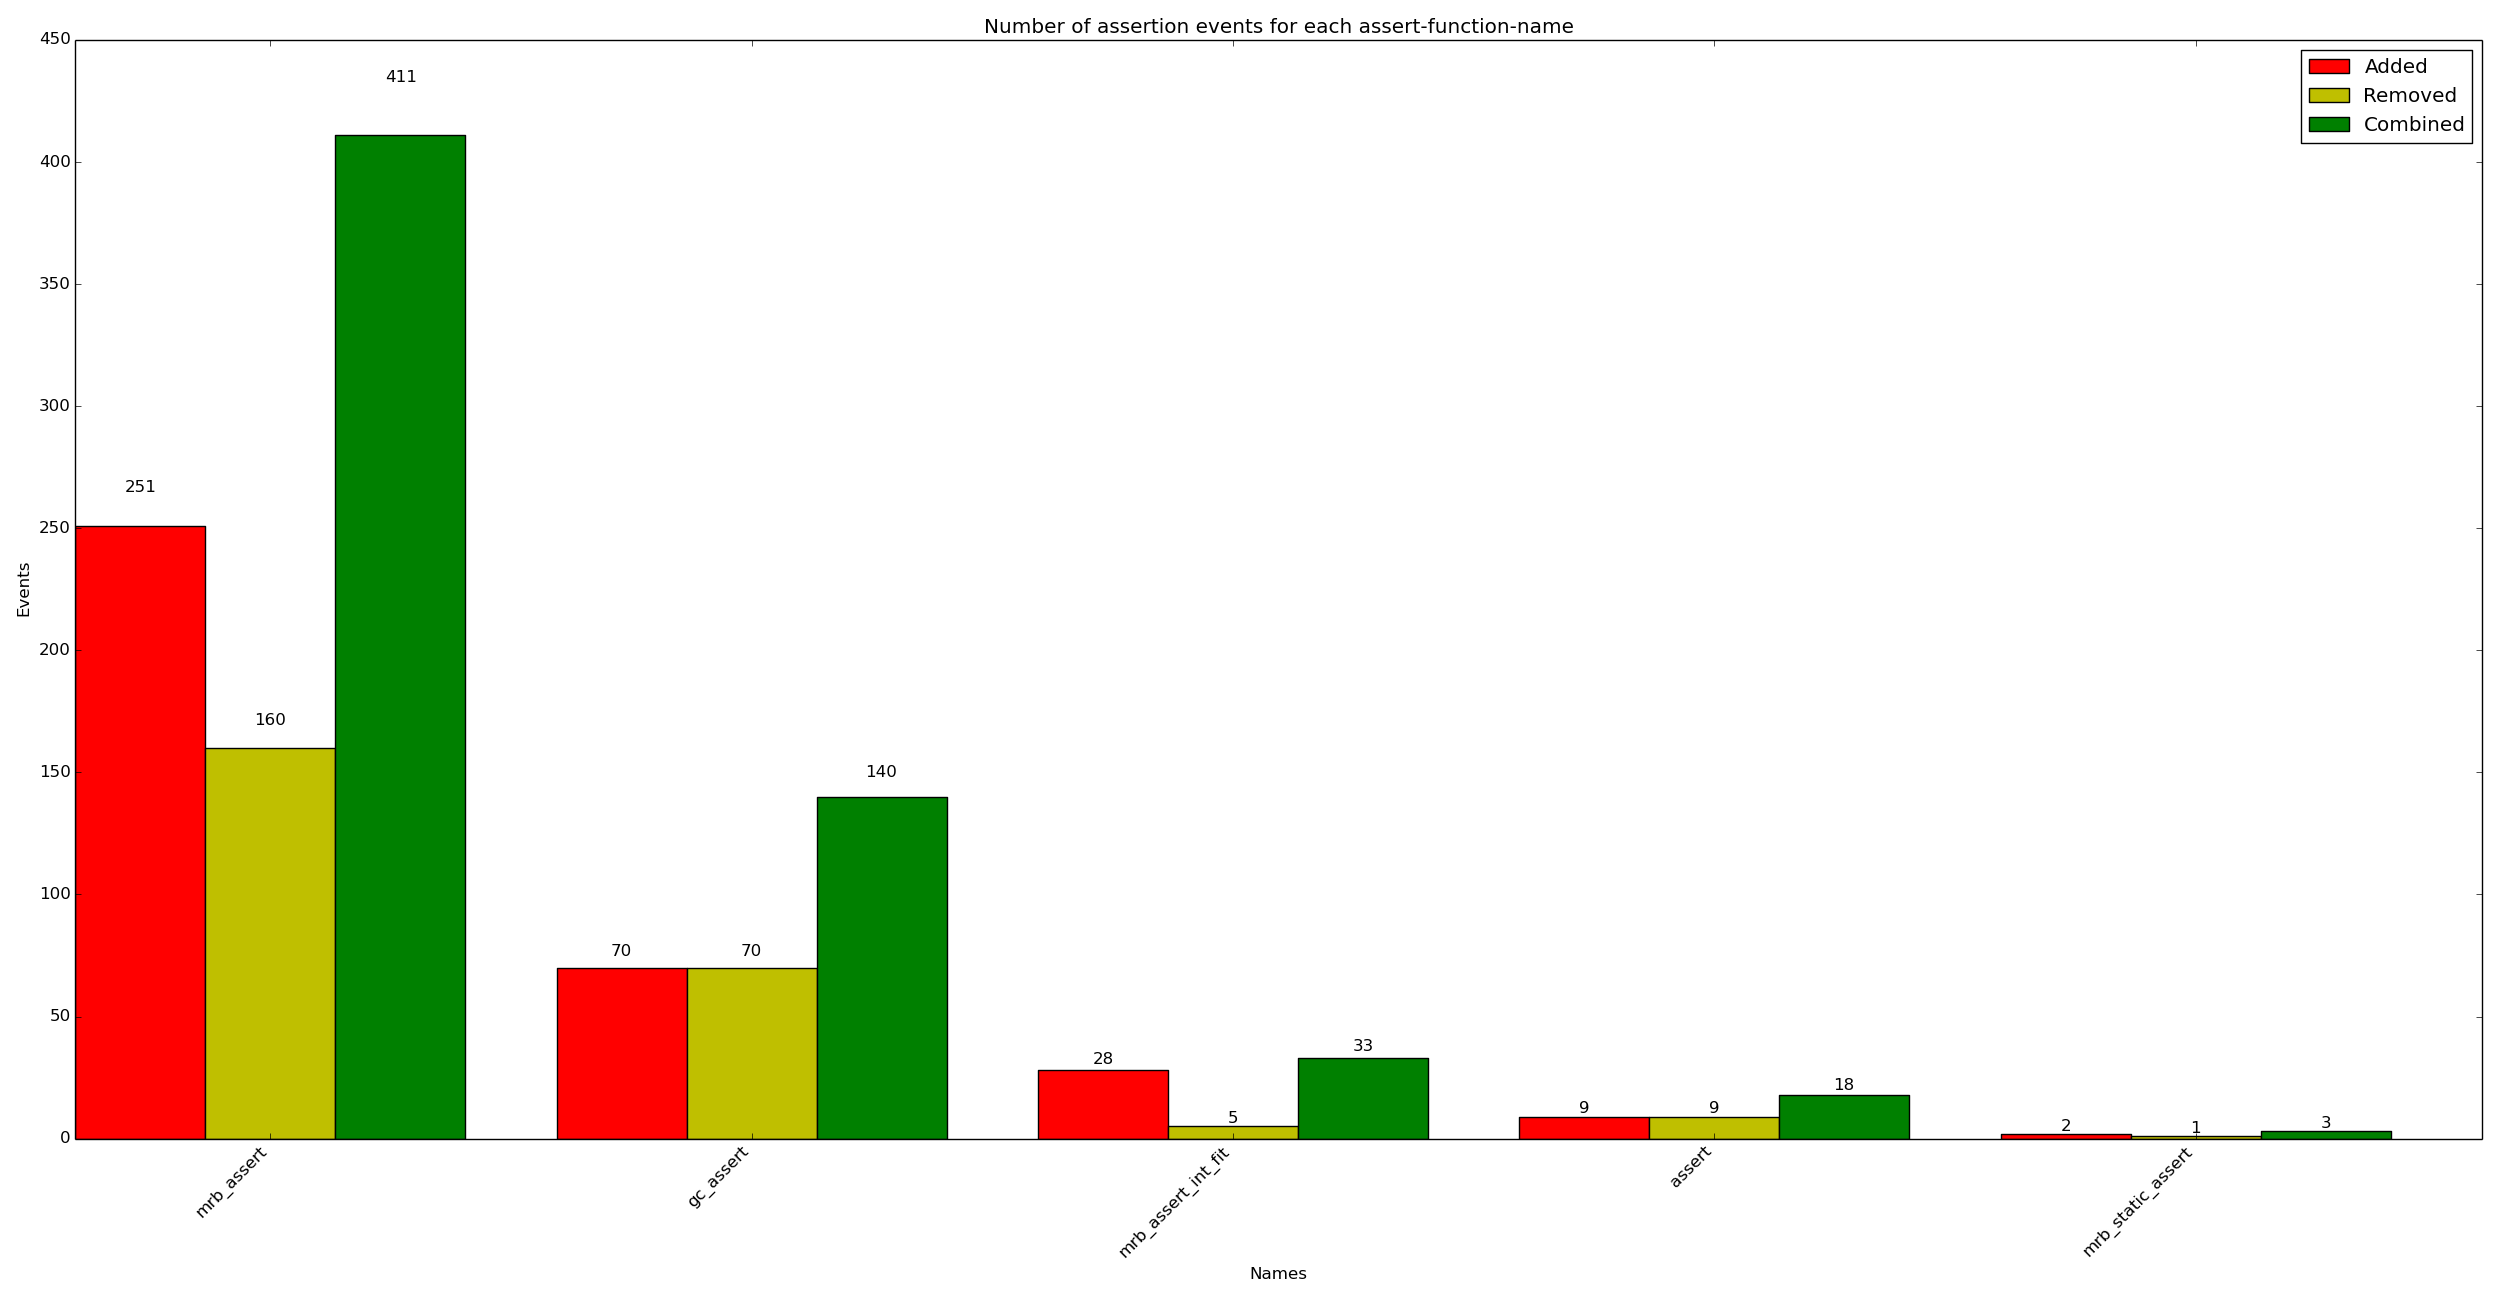 Number of assertion events for each assert-function-name
Added
Removed
Combined
Events
450
400
350
300
250
200
150
100
50
0
251
160
411
70
70
140
28
5
33
9
9
18
2
1
3
mrb_assert
gc_assert
mrb_assert_int_fit
assert
mrb_static_assert
Names